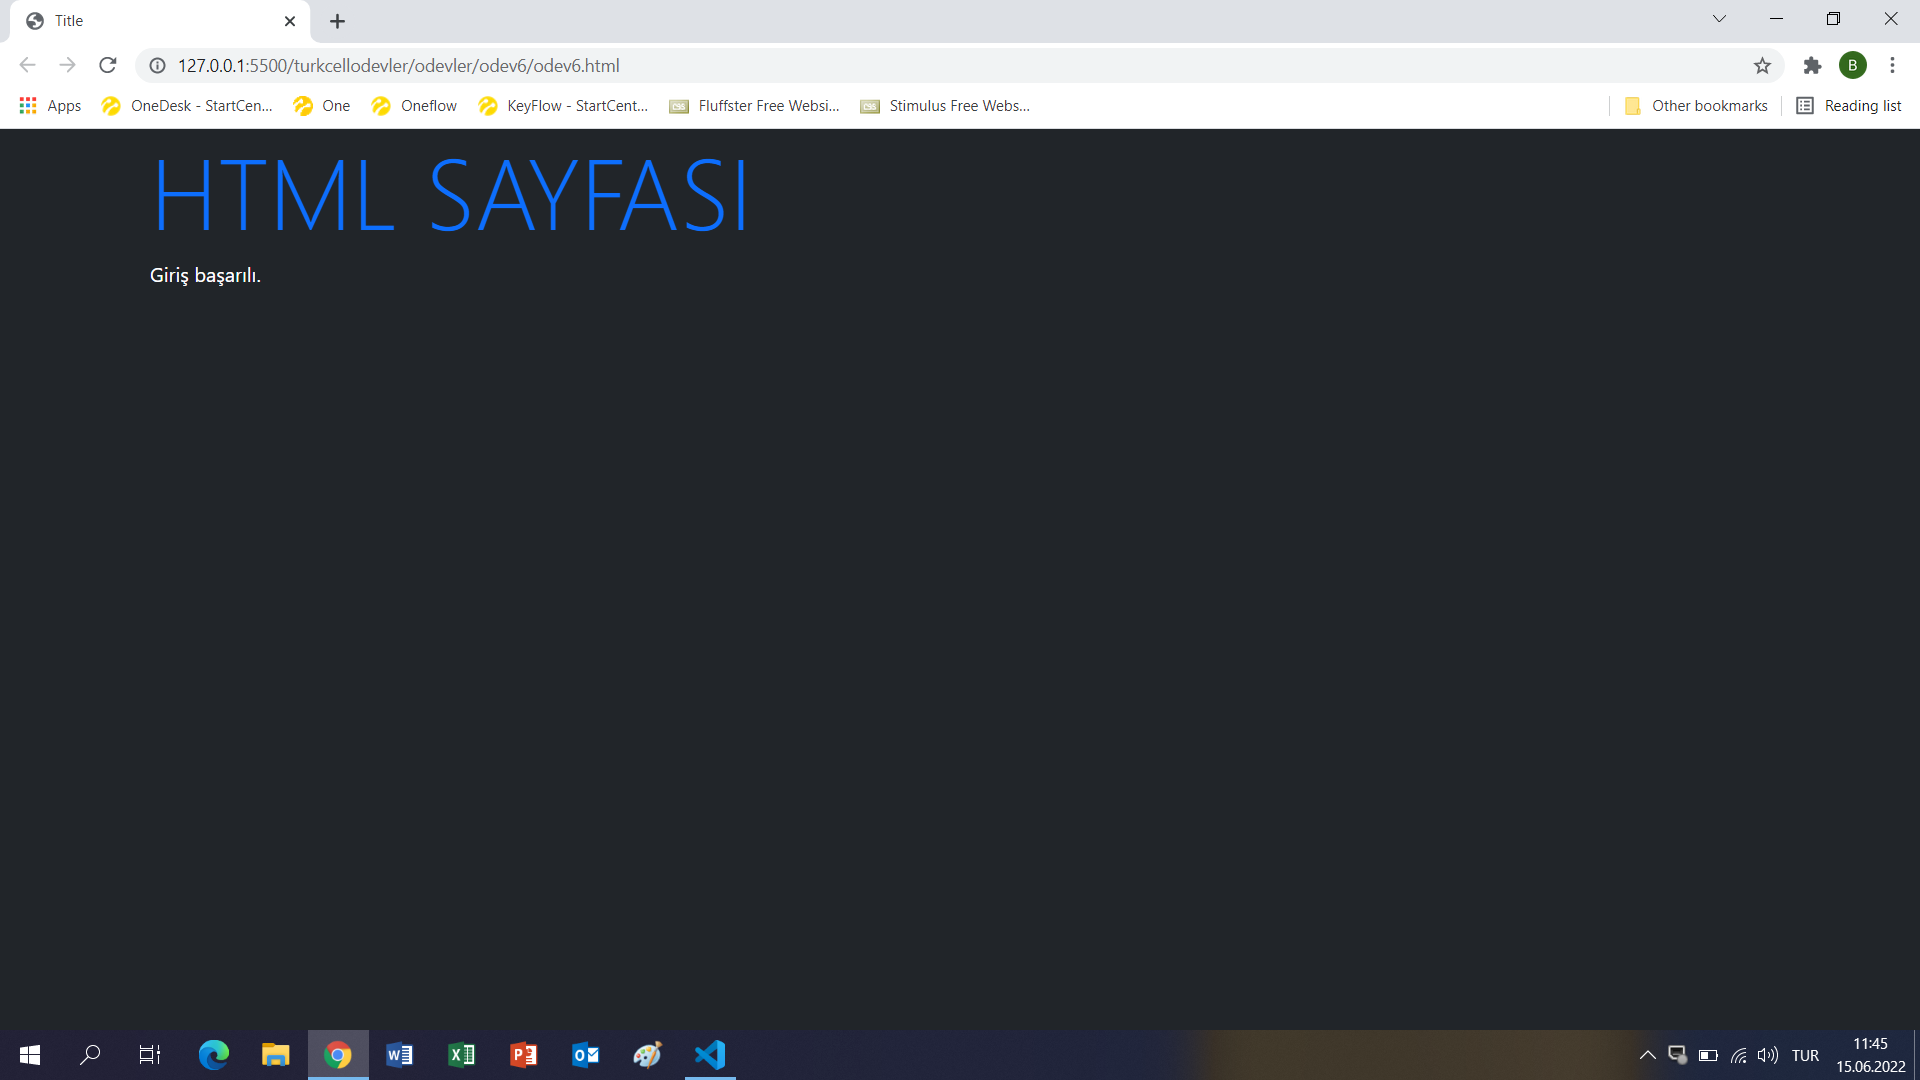 Title
127.0.0.1:5500/turkcellodevler/odevler/odev6/odev6.html
B
Apps
OneDesk - StartCen...
One
Oneflow
KeyFlow - StartCent...
Fluffster Free Websi...
Stimulus Free Webs...
Other bookmarks
Reading list
HTML SAYFASI
Giriş başarılı.
TUR
11:45
15.06.2022